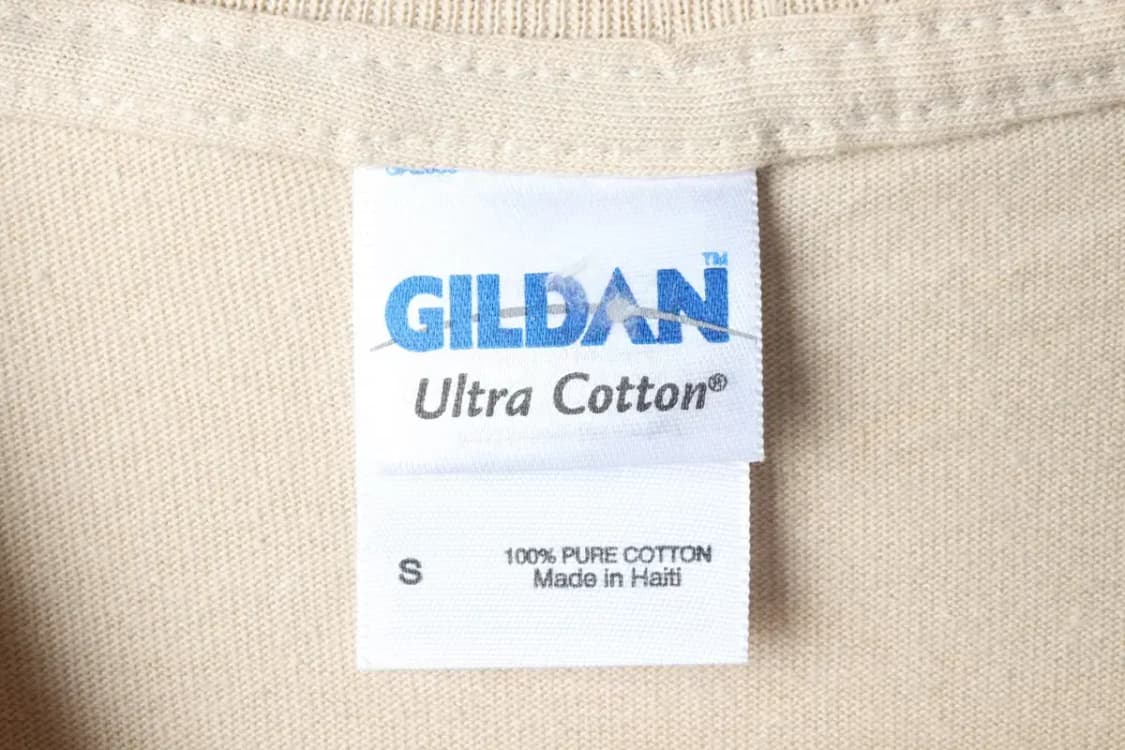 GILDAN™
Ultra Cotton®
S
100% PURE COTTON
Made in Haiti